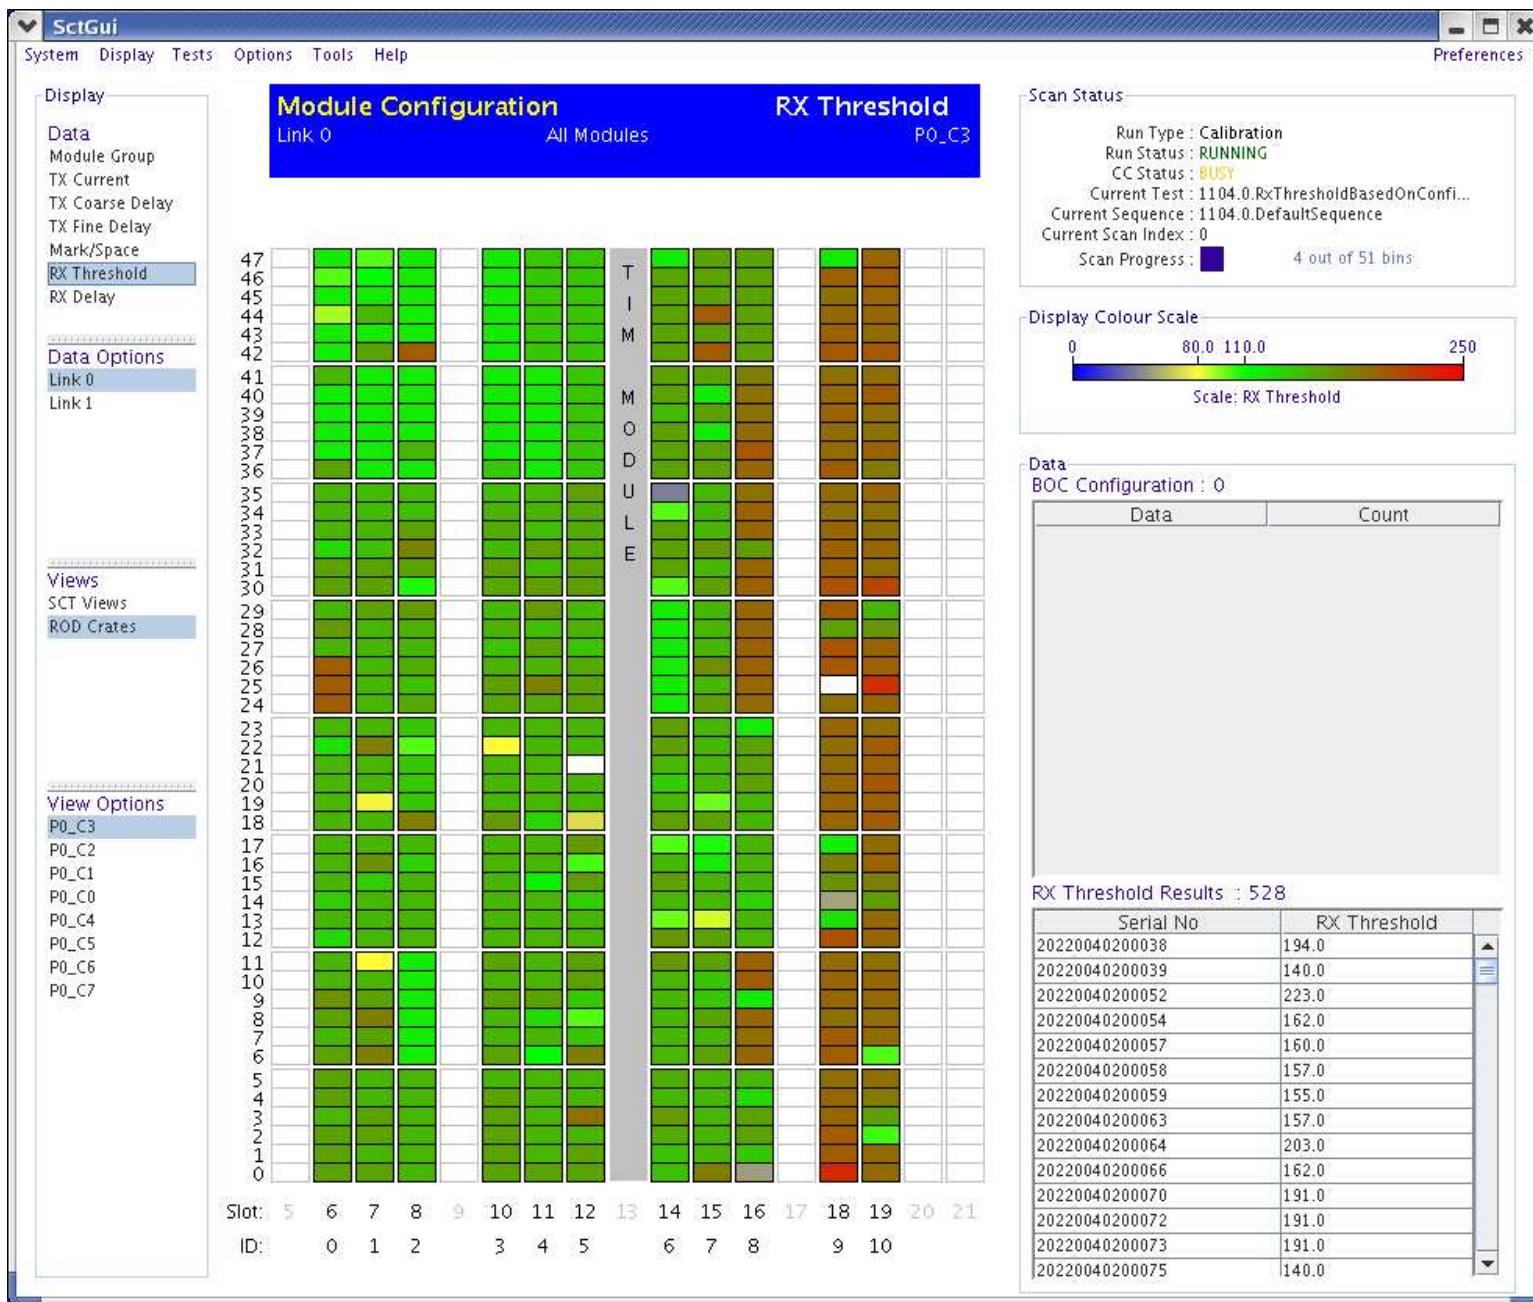 SctGui
System Display Tests Options Tools Help Preferences
Display
Data
Module Group
TX Current
TX Coarse Delay
TX Fine Delay
Mark/Space
RX Threshold
RX Delay
Data Options
Link 0
Link 1
Views
SCT Views
ROD Crates
View Options
P0_C3
P0_C2
P0_C1
P0_C0
P0_C4
P0_C5
P0_C6
P0_C7
Module Configuration RX Threshold
Link 0 All Modules P0_C3
47
46
45
44
43
42
41
40
39
38
37
36
35
34
33
32
31
30
29
28
27
26
25
24
23
22
21
20
19
18
17
16
15
14
13
12
11
10
9
8
7
6
5
4
3
2
1
0
TIM MODULE
Slot: 5 6 7 8 9 10 11 12 13 14 15 16 17 18 19 20 21
ID: 0 1 2 3 4 5 6 7 8 9 10
Scan Status
Run Type : Calibration
Run Status : RUNNING
CC Status : BUSY
Current Test : 1104.0.RxThresholdBasedOnConfi...
Current Sequence : 1104.0.DefaultSequence
Current Scan Index : 0
Scan Progress : 4 out of 51 bins
Display Colour Scale
0 80.0 110.0 250
Scale: RX Threshold
Data
BOC Configuration : 0
Data Count
RX Threshold Results : 528
Serial No RX Threshold
20220040200038 194.0
20220040200039 140.0
20220040200052 223.0
20220040200054 162.0
20220040200057 160.0
20220040200058 157.0
20220040200059 155.0
20220040200063 157.0
20220040200064 203.0
20220040200066 162.0
20220040200070 191.0
20220040200072 191.0
20220040200073 191.0
20220040200075 140.0